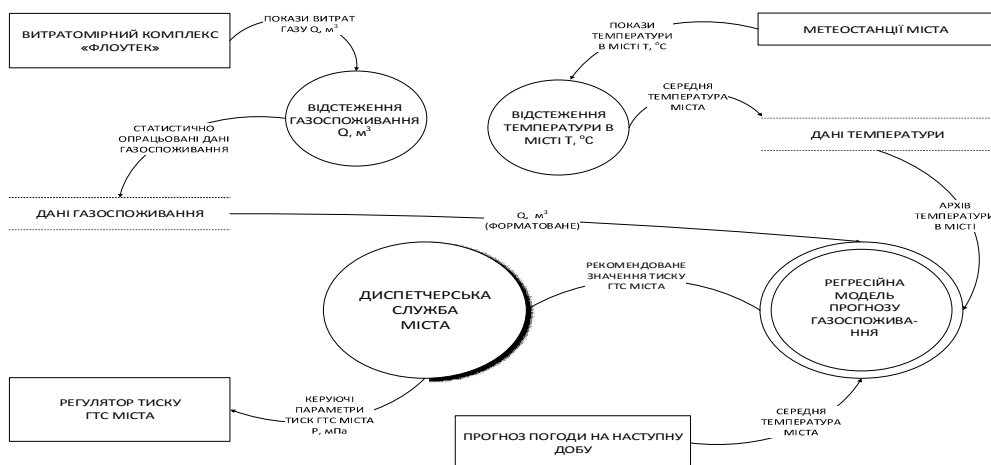 ВИТРАТОМІРНИЙ КОМПЛЕКС
«ФЛОУТЕК»
ПОКАЗИ ВИТРАТ
ГАЗУ Q, м³
ПОКАЗИ
ТЕМПЕРАТУРИ
В МІСТІ Т, °С
МЕТЕОСТАНЦІЇ МІСТА
ВІДСТЕЖЕННЯ
ГАЗОСПОЖИВАННЯ
Q, м³
ВІДСТЕЖЕННЯ
ТЕМПЕРАТУРИ В
МІСТІ Т, °С
СЕРЕДНЯ
ТЕМПЕРАТУРА
МІСТА
СТАТИСТИЧНО
ОПРАЦЬОВАНІ ДАНІ
ГАЗОСПОЖИВАННЯ
ДАНІ ТЕМПЕРАТУРИ
ДАНІ ГАЗОСПОЖИВАННЯ
Q, м³
(ФОРМАТОВАНЕ)
АРХІВ
ТЕМПЕРАТУРИ
В МІСТІ
ДИСПЕТЧЕРСЬКА
СЛУЖБА
МІСТА
РЕКОМЕНДОВАНЕ
ЗНАЧЕННЯ ТИСКУ
ГТС МІСТА
РЕГРЕСІЙНА
МОДЕЛЬ
ПРОГНОЗУ
ГАЗОСПОЖИВА-
ННЯ
РЕГУЛЯТОР ТИСКУ
ГТС МІСТА
КЕРУЮЧІ
ПАРАМЕТРИ
ТИСК ГТС МІСТА
Р, мПа
ПРОГНОЗ ПОГОДИ НА НАСТУПНУ
ДОБУ
СЕРЕДНЯ
ТЕМПЕРАТУРА
МІСТА